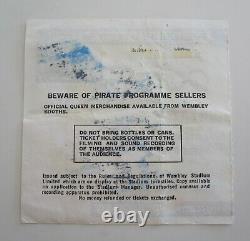 BEWARE OF PIRATE PROGRAMME SELLERS
OFFICIAL QUEEN MERCHANDISE AVAILABLE FROM WEMBLEY
BOOTHS.
DO NOT BRING BOTTLES OR CANS.
TICKET HOLDERS CONSENT TO THE
FILMING AND SOUND RECORDING
OF THEMSELVES AS MEMBERS OF
THE AUDIENCE.
Issued subject to the Rules and Regulations of Wembley Stadium
Limited which are on display at the Stadium turnstiles. Copy available
on application to the Stadium Manager. Unauthorised cameras and
recording apparatus prohibited.
No money refunded or tickets exchanged.